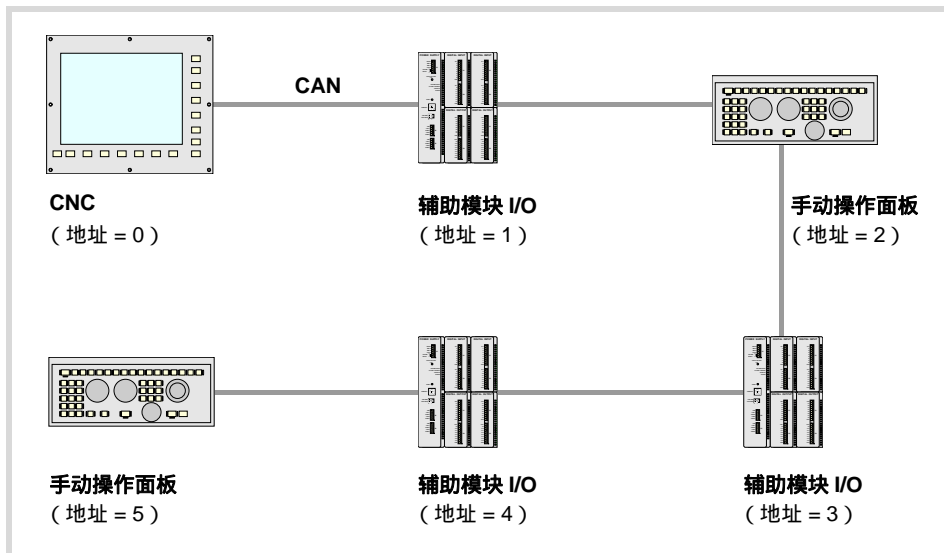 CAN
CNC
（地址 = 0）
辅助模块 I/O
（地址 = 1）
手动操作面板
（地址 = 2）
手动操作面板
（地址 = 5）
辅助模块 I/O
（地址 = 4）
辅助模块 I/O
（地址 = 3）